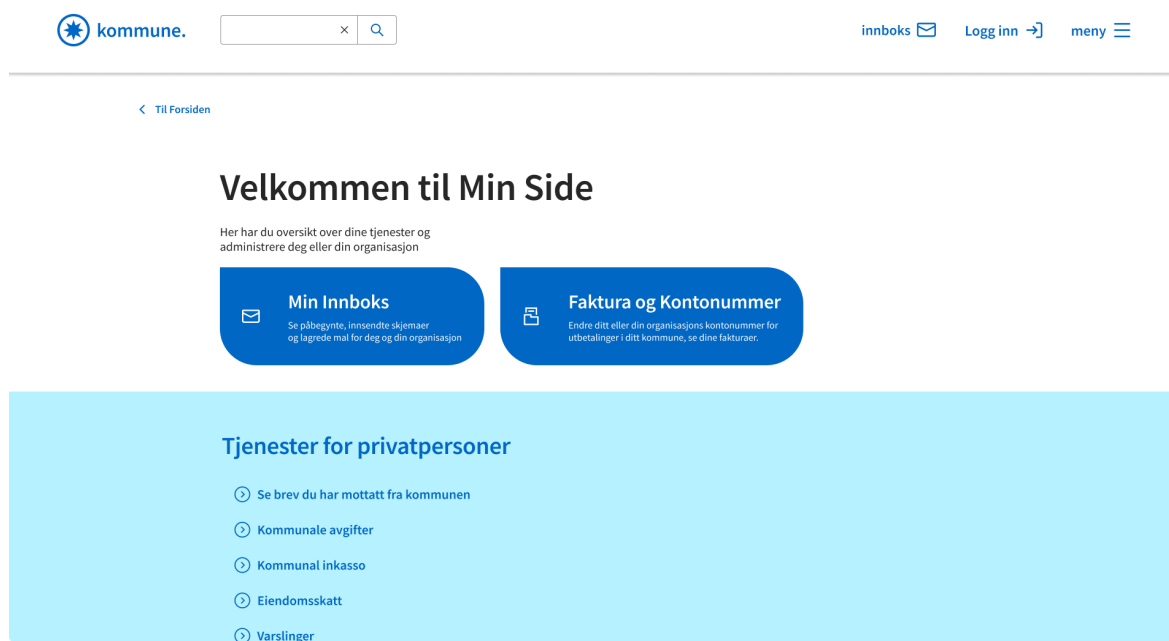 kommune.
innboks
Logg inn
meny
Til Forsiden
Velkommen til Min Side
Her har du oversikt over dine tjenester og
administrere deg eller din organisasjon
Min Innboks
Se påbegynte, innsendte skjemaer
og lagrede mal for deg og din organisasjon
Faktura og Kontonummer
Endre ditt eller din organisasjons kontonummer for
utbetalinger i ditt kommune, se dine fakturaer.
Tjenester for privatpersoner
Se brev du har mottatt fra kommunen
Kommunale avgifter
Kommunal inkasso
Eiendomsskatt
Varslinger